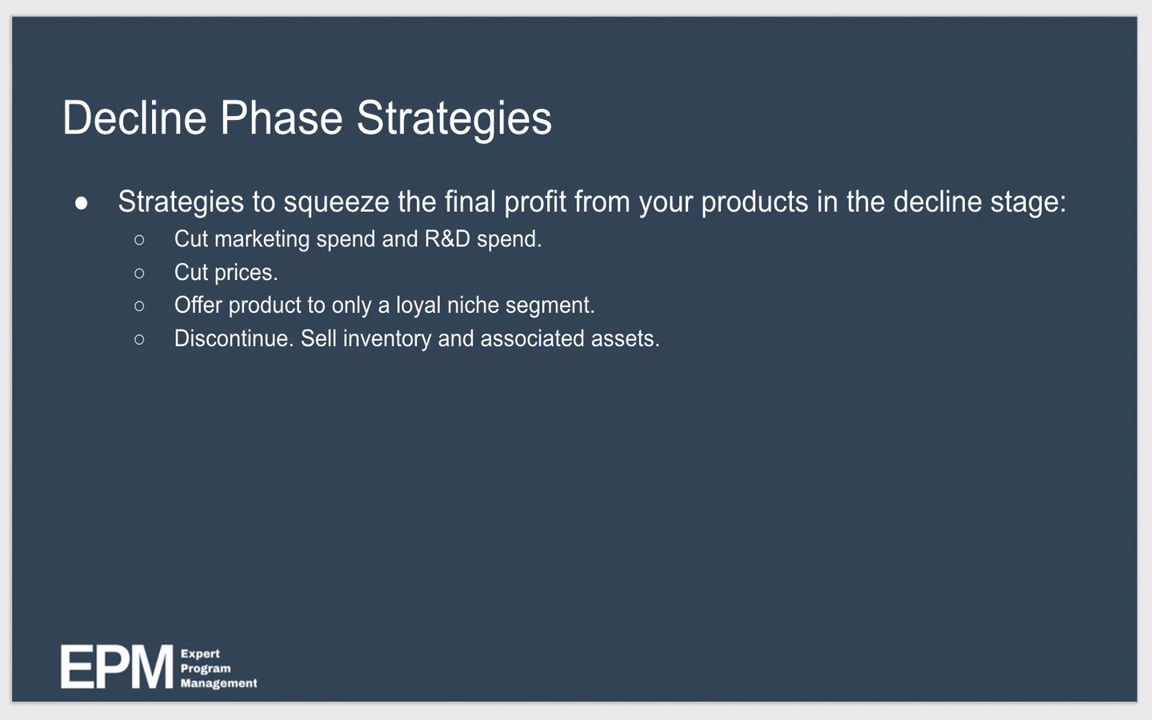 Decline Phase Strategies
● Strategies to squeeze the final profit from your products in the decline stage:
○ Cut marketing spend and R&D spend.
○ Cut prices.
○ Offer product to only a loyal niche segment.
○ Discontinue. Sell inventory and associated assets.
EPM Expert
Program
Management